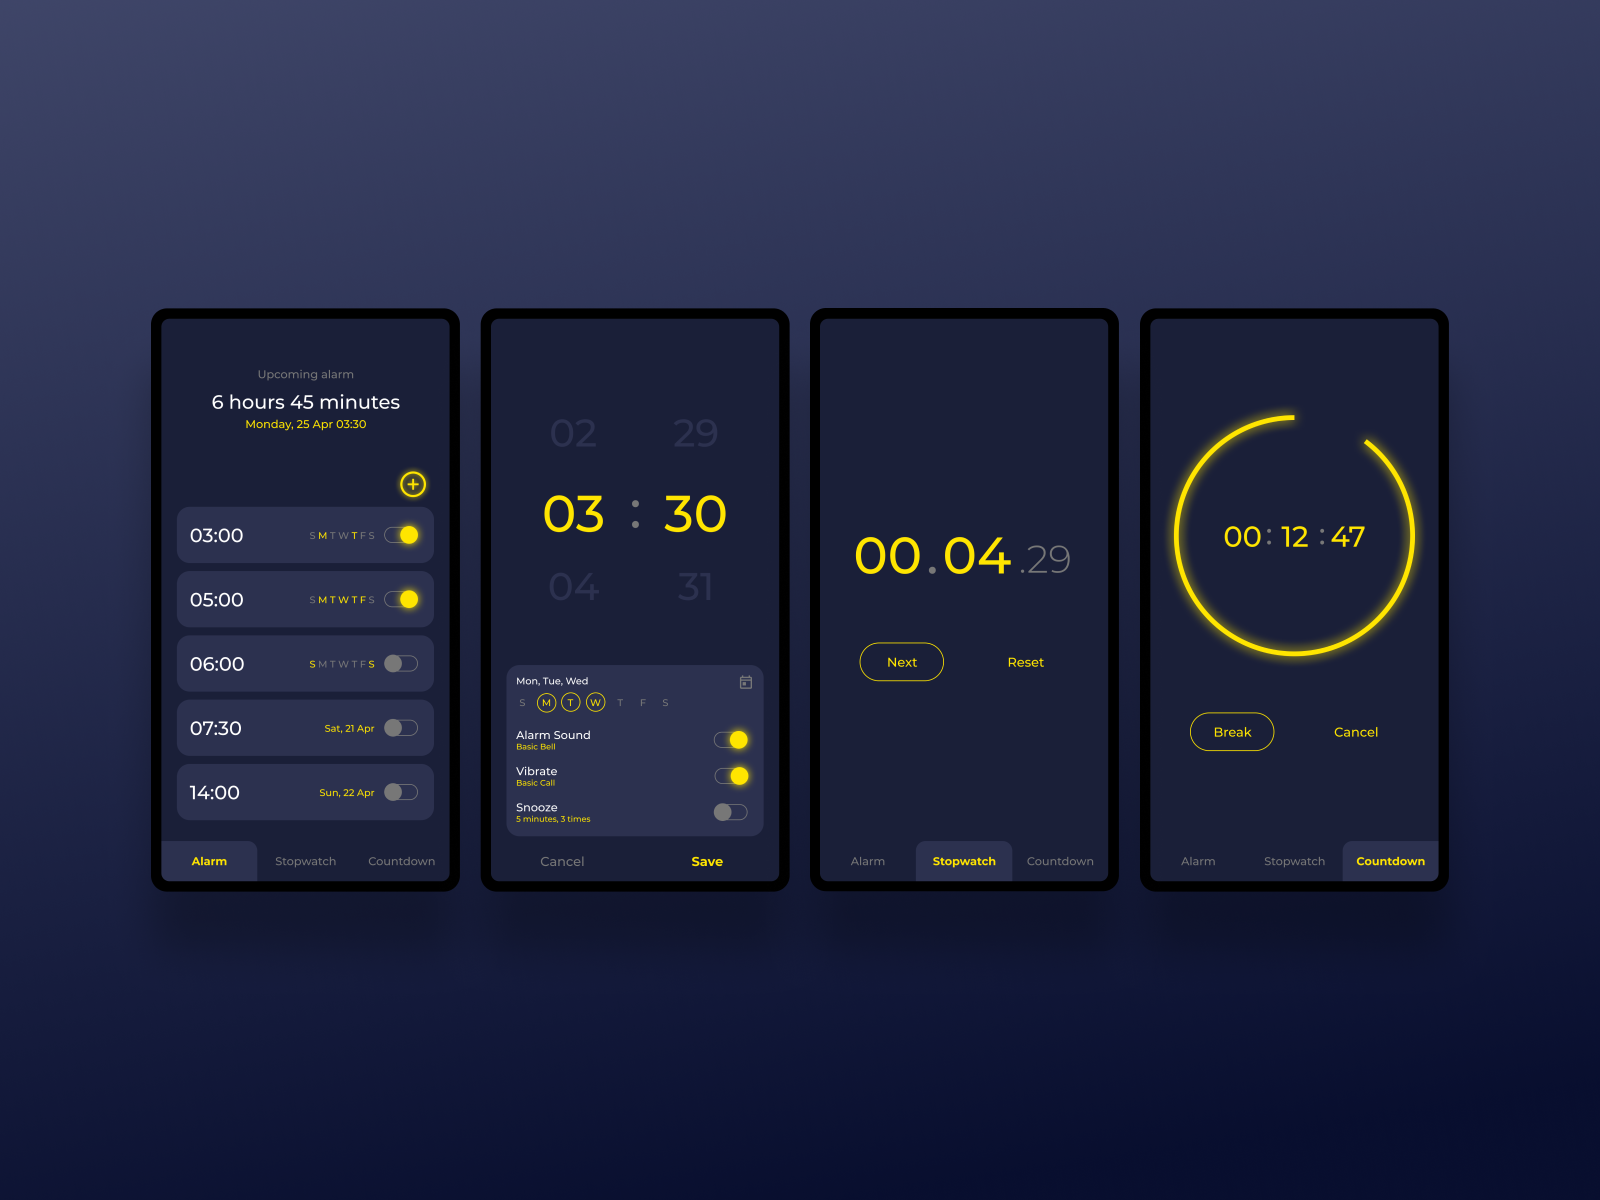 Upcoming alarm
6 hours 45 minutes
Monday, 25 Apr 03:30
03:00 S M T W T F S
05:00 S M T W T F S
06:00 S M T W T F S
07:30 Sat, 21 Apr
14:00 Sun, 22 Apr
Alarm Stopwatch Countdown
02 29
03 : 30
04 31
Mon, Tue, Wed
S M T W T F S
Alarm Sound
Basic Bell
Vibrate
Basic Call
Snooze
5 minutes, 3 times
Cancel Save
00.04.29
Next Reset
Alarm Stopwatch Countdown
00:12:47
Break Cancel
Alarm Stopwatch Countdown